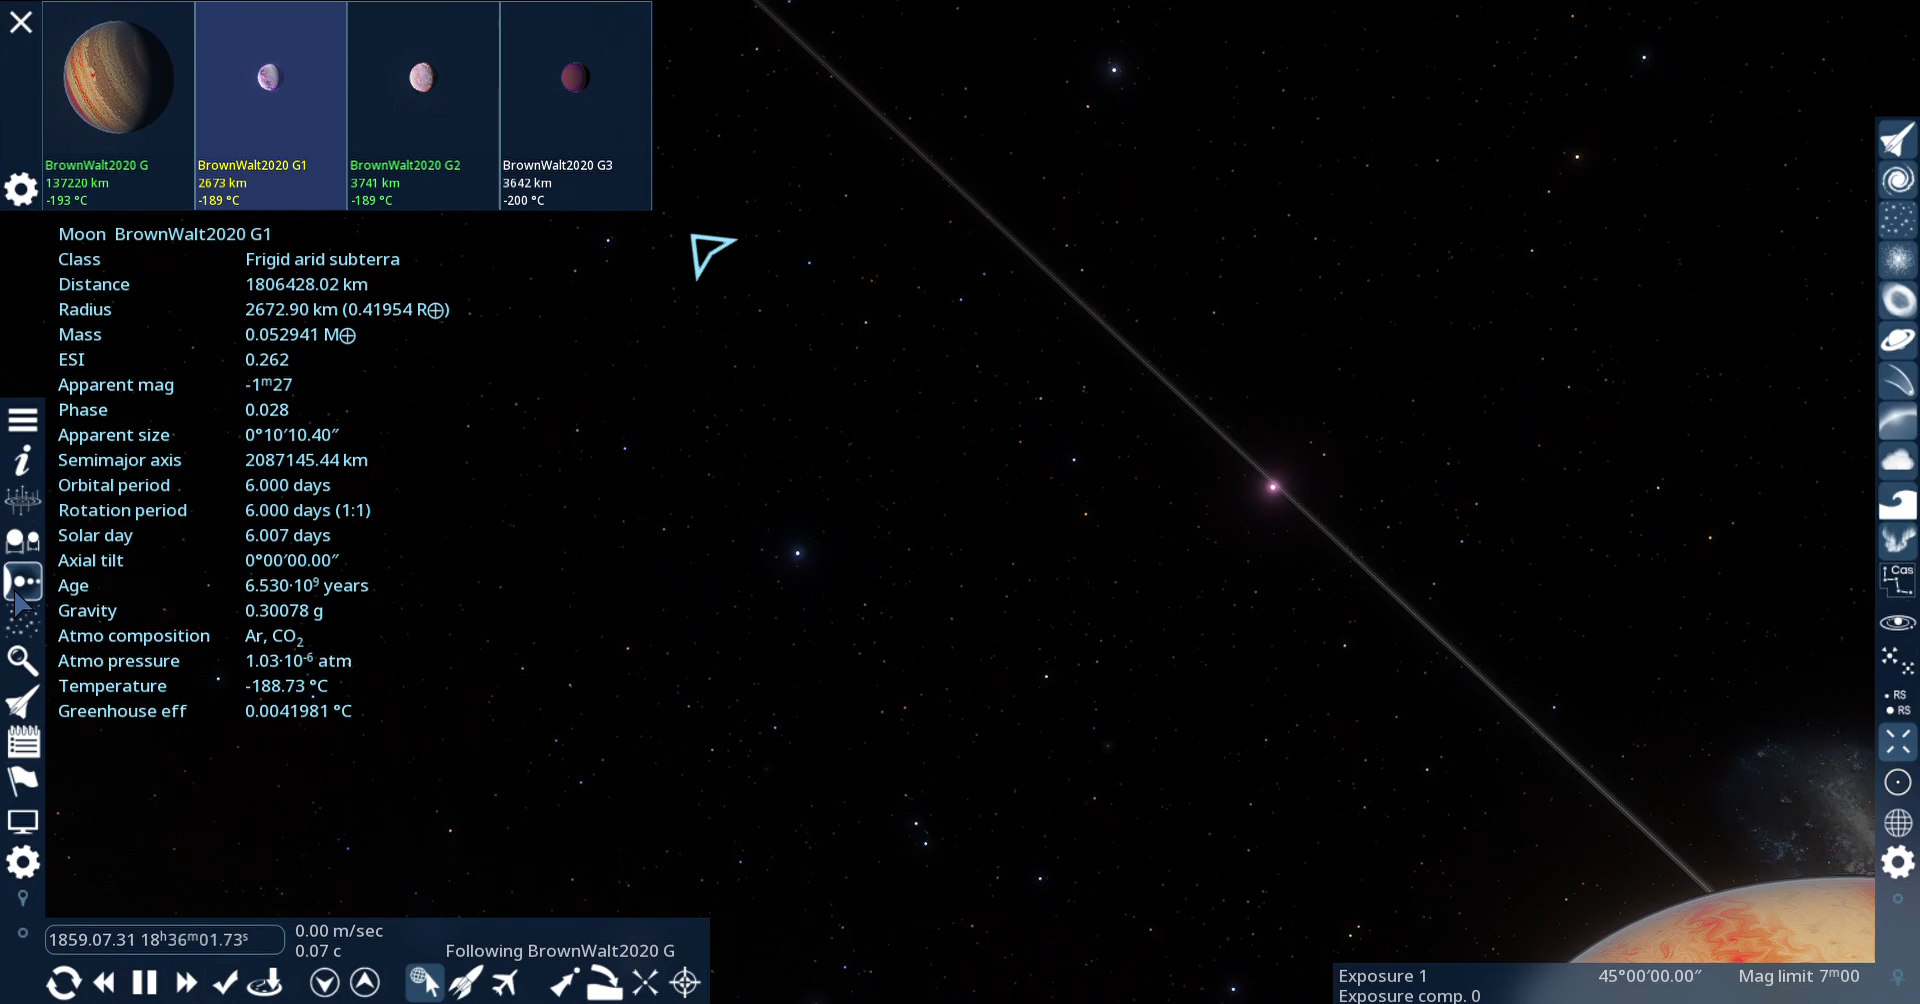 BrownWalt2020 G
137220 km
-193 °C
BrownWalt2020 G1
2673 km
-189 °C
BrownWalt2020 G2
3741 km
-189 °C
BrownWalt2020 G3
3642 km
-200 °C
Moon BrownWalt2020 G1
Class Frigid arid subterra
Distance 1806428.02 km
Radius 2672.90 km (0.41954 R⊕)
Mass 0.052941 M⊕
ESI 0.262
Apparent mag -1ᵐ27
Phase 0.028
Apparent size 0°10′10.40″
Semimajor axis 2087145.44 km
Orbital period 6.000 days
Rotation period 6.000 days (1:1)
Solar day 6.007 days
Axial tilt 0°00′00.00″
Age 6.530·10⁹ years
Gravity 0.30078 g
Atmo composition Ar, CO₂
Atmo pressure 1.03·10⁻⁶ atm
Temperature -188.73 °C
Greenhouse eff 0.0041981 °C
Cas
RS
RS
1859.07.31 18ʰ36ᵐ01.73ˢ
0.00 m/sec
0.07 c
Following BrownWalt2020 G
Exposure 1 45°00′00.00″ Mag limit 7ᵐ00
Exposure comp. 0